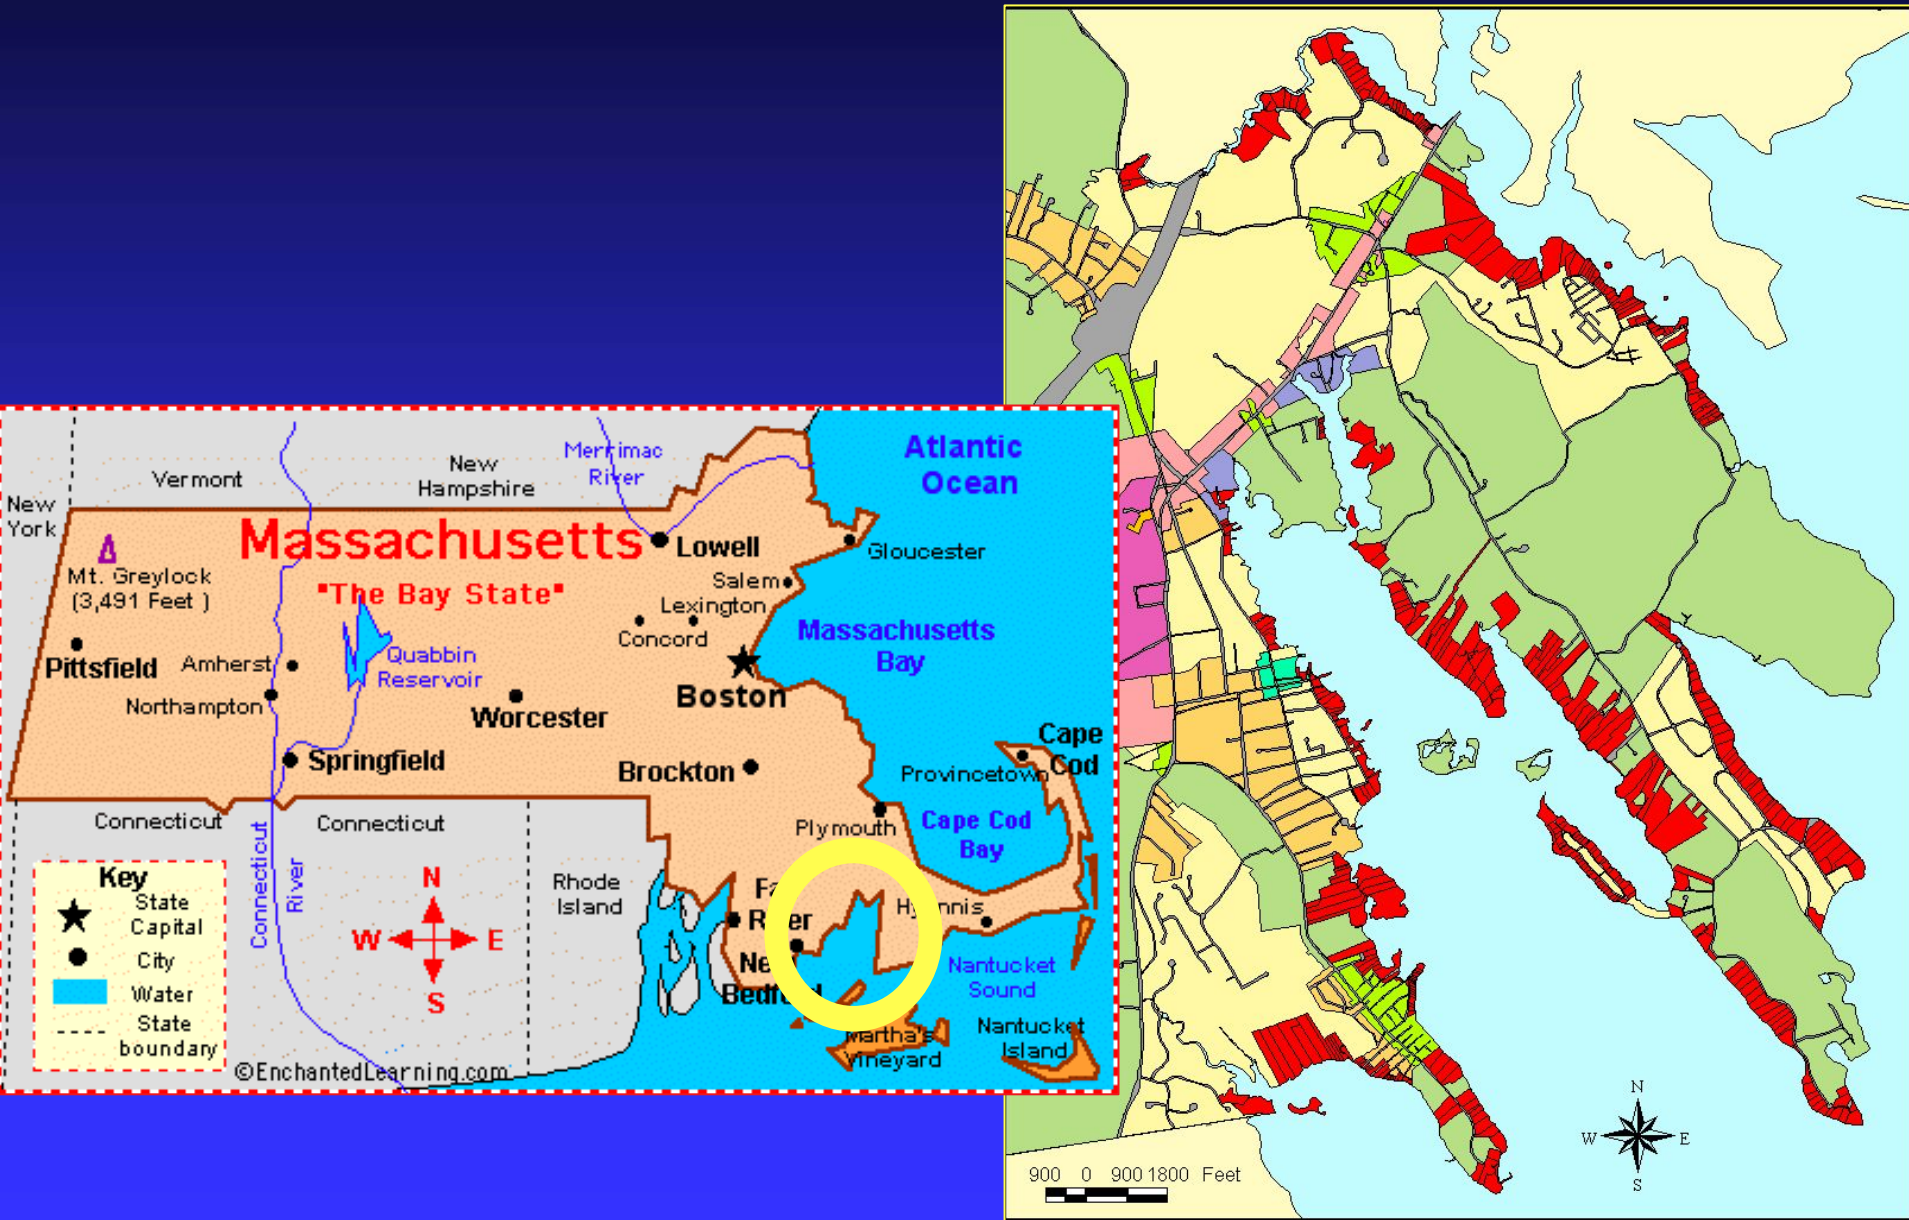 Atlantic
Ocean
Merrimac
River
Vermont
New
Hampshire
New
York
Massachusetts
"The Bay State"
Lowell
Gloucester
Mt. Greylock
(3,491 Feet )
Salem
Lexington
Concord
Massachusetts
Bay
Pittsfield
Amherst
Quabbin
Reservoir
Boston
Northampton
Worcester
Springfield
Brockton
Cape
Cod
Provincetown
Connecticut
Connecticut
Plymouth
Cape Cod
Bay
Connecticut
River
Key
State
Capital
City
Water
State
boundary
N
W E
S
Rhode
Island
River
Bedford
Nantucket
Sound
Martha's
Vineyard
Nantucket
Island
©EnchantedLearning.com
N
W E
S
900 0 900 1800 Feet